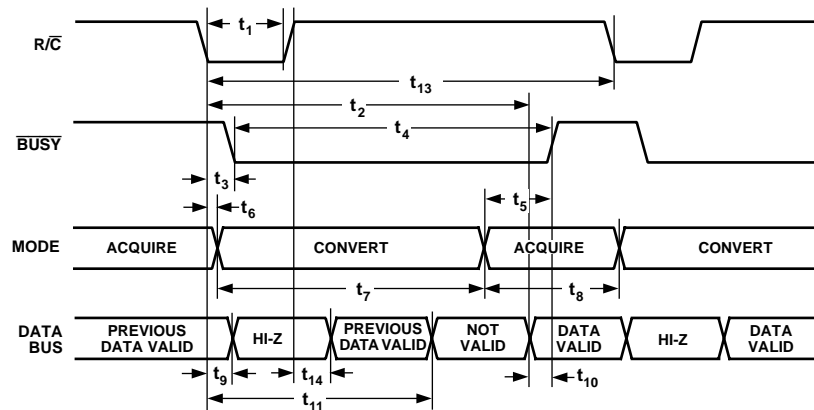 R/C̅
t1
t13
t2
B̅U̅S̅Y̅
t4
t3
t6
t5
MODE
ACQUIRE
CONVERT
ACQUIRE
CONVERT
t7
t8
DATA
BUS
PREVIOUS
DATA VALID
HI-Z
PREVIOUS
DATA VALID
NOT
VALID
DATA
VALID
HI-Z
DATA
VALID
t9
t14
t10
t11